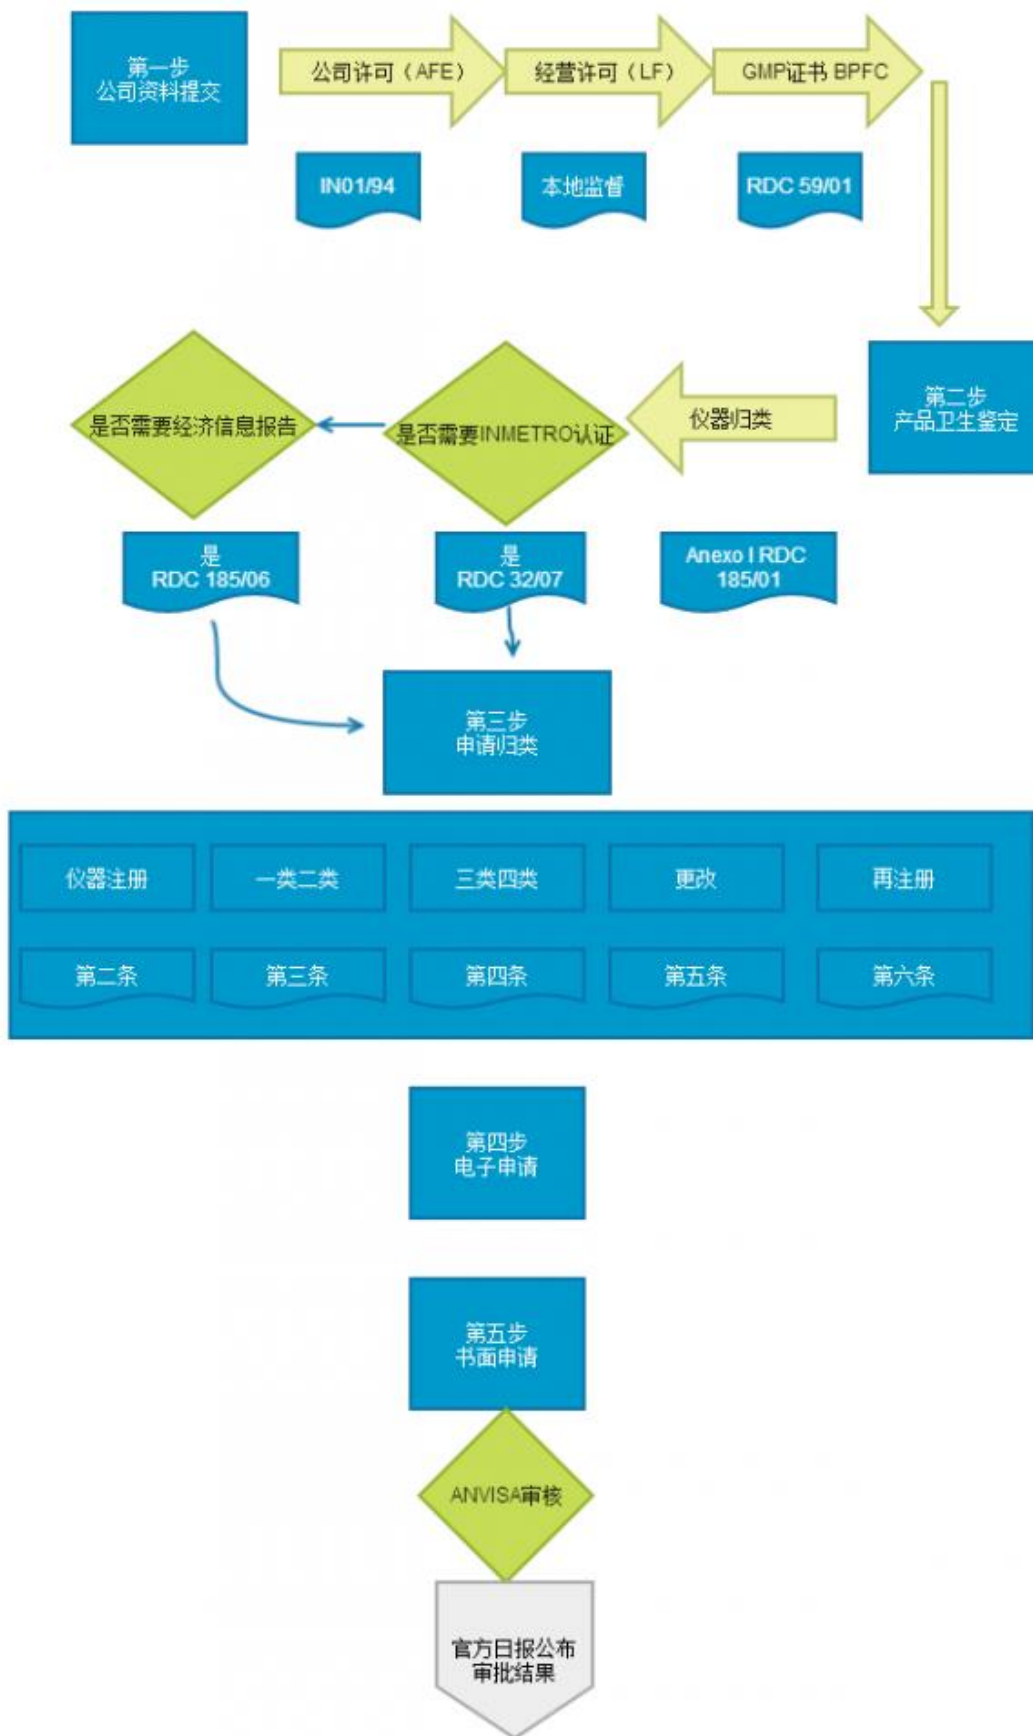 第一步
公司资料提交
公司许可（AFE）
经营许可（LF）
GMP证书 BPFC
IN01/94
本地监督
RDC 59/01
第二步
产品卫生鉴定
仪器归类
是否需要INMETRO认证
是否需要经济信息报告
是
RDC 185/06
是
RDC 32/07
Anexo I RDC
185/01
第三步
申请归类
仪器注册
一类二类
三类四类
更改
再注册
第二条
第三条
第四条
第五条
第六条
第四步
电子申请
第五步
书面申请
ANVISA审核
官方日报公布
审批结果